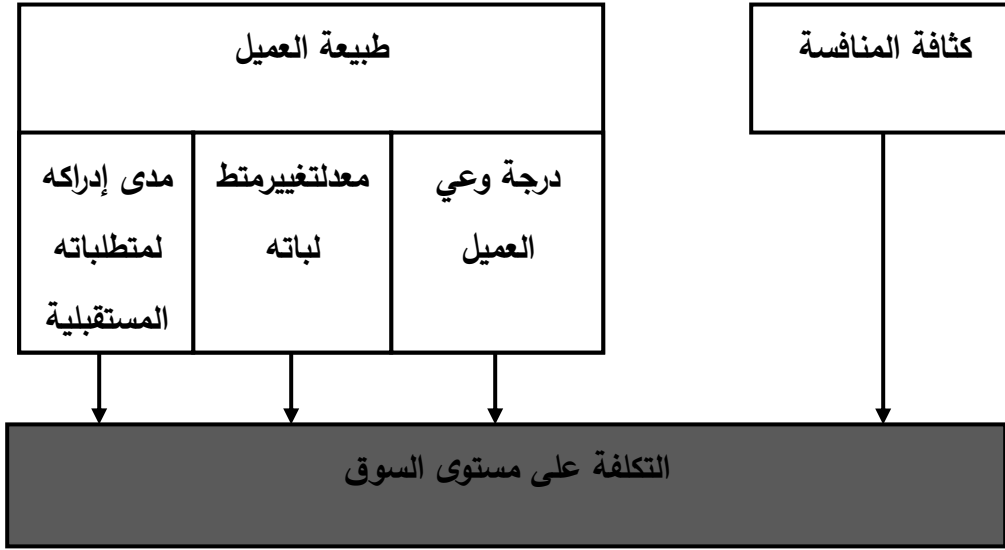 كثافة المنافسة
طبيعة العميل
درجة وعي
العميل
معدلتغييرمتط
لباته
مدى إدراكه
لمتطلباته
المستقبلية
التكلفة على مستوى السوق